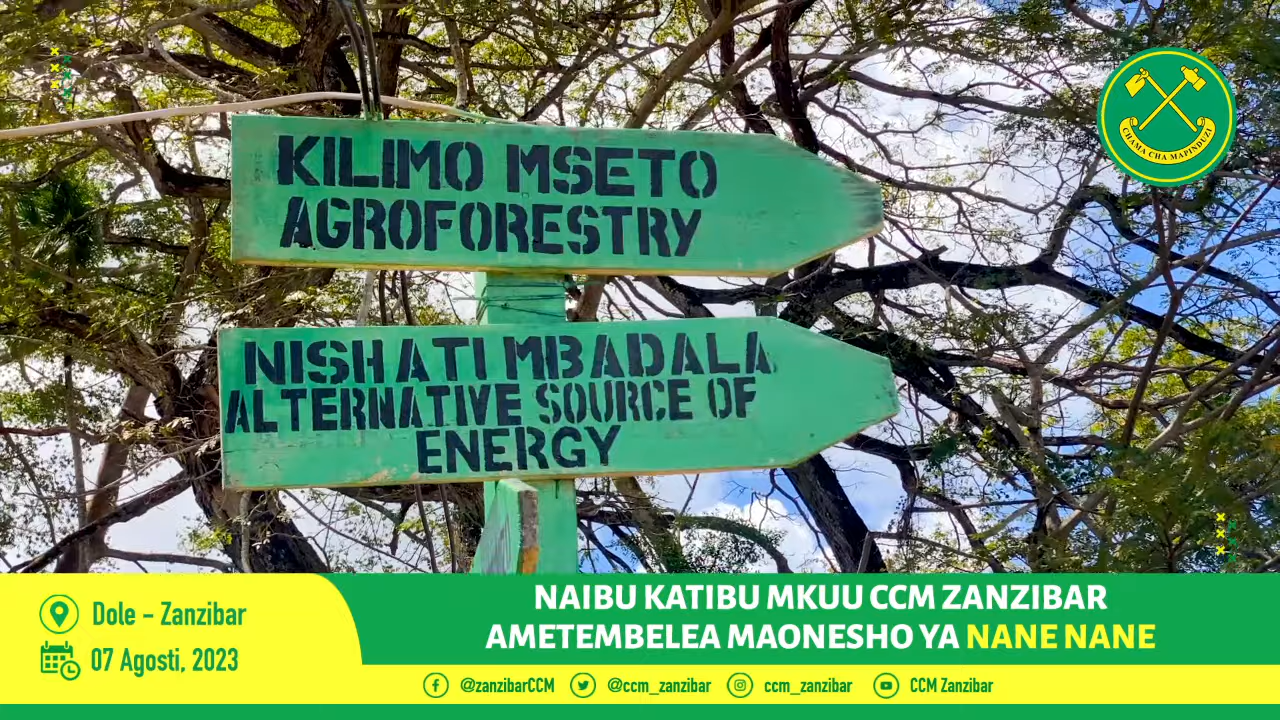 KILIMO MSETO
AGROFORESTRY
NISHATI MBADALA
ALTERNATIVE SOURCE OF
ENERGY
CHAMA CHA MAPINDUZI
Dole - Zanzibar
07 Agosti, 2023
NAIBU KATIBU MKUU CCM ZANZIBAR
AMETEMBELEA MAONESHO YA NANE NANE
@zanzibarCCM @ccm_zanzibar ccm_zanzibar CCM Zanzibar